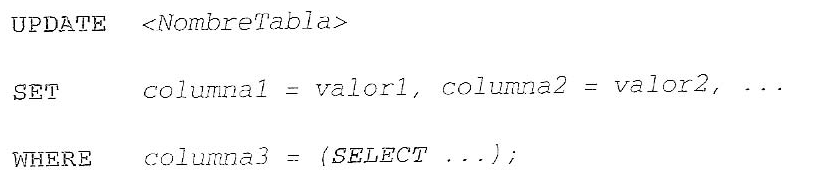 UPDATE <NombreTabla>
SET columna1 = valor1, columna2 = valor2, ...
WHERE columna3 = (SELECT ...);